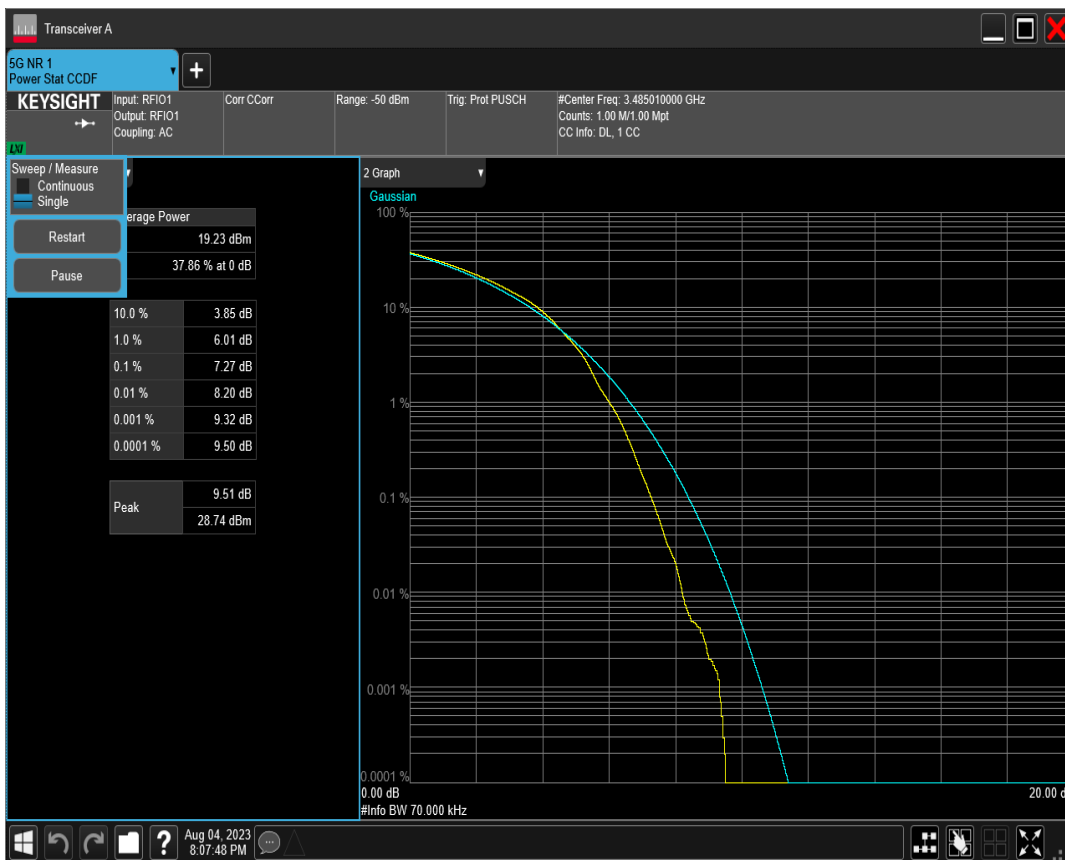 Transceiver A
5G NR 1
Power Stat CCDF
+
KEYSIGHT
LXI
Input: RFIO1
Output: RFIO1
Coupling: AC
Corr CCorr
Range: -50 dBm
Trig: Prot PUSCH
#Center Freq: 3.485010000 GHz
Counts: 1.00 M/1.00 Mpt
CC Info: DL, 1 CC
Sweep / Measure
Continuous
Single
Restart
Pause
erage Power
19.23 dBm
37.86 % at 0 dB
10.0 % 3.85 dB
1.0 % 6.01 dB
0.1 % 7.27 dB
0.01 % 8.20 dB
0.001 % 9.32 dB
0.0001 % 9.50 dB
Peak 9.51 dB
28.74 dBm
2 Graph
Gaussian
100 %
10 %
1 %
0.1 %
0.01 %
0.001 %
0.0001 %
0.00 dB
20.00 d
#Info BW 70.000 kHz
?
Aug 04, 2023
8:07:48 PM